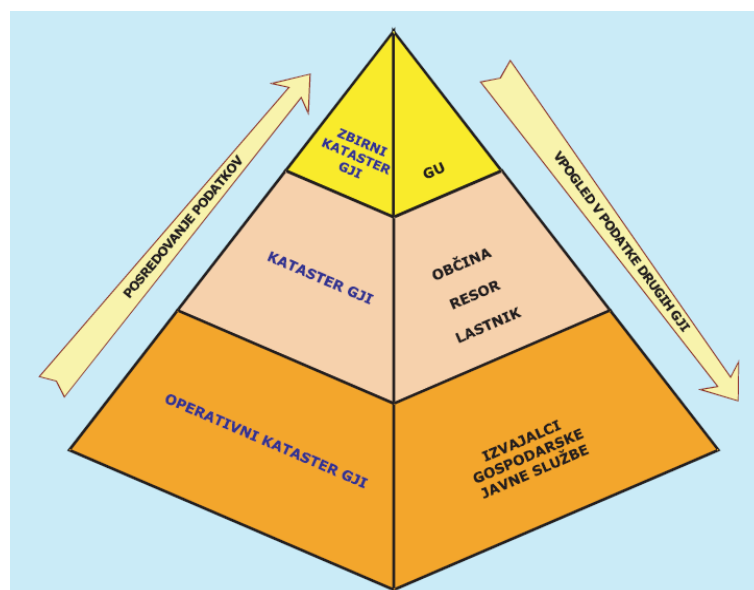 POSREDOVANJE PODATKOV
ZBIRNI
KATASTER
GJI
GU
VPOGLED V PODATKE DRUGIH GJI
KATASTER GJI
OBČINA
RESOR
LASTNIK
OPERATIVNI KATASTER GJI
IZVAJALCI
GOSPODARSKE
JAVNE SLUŽBE